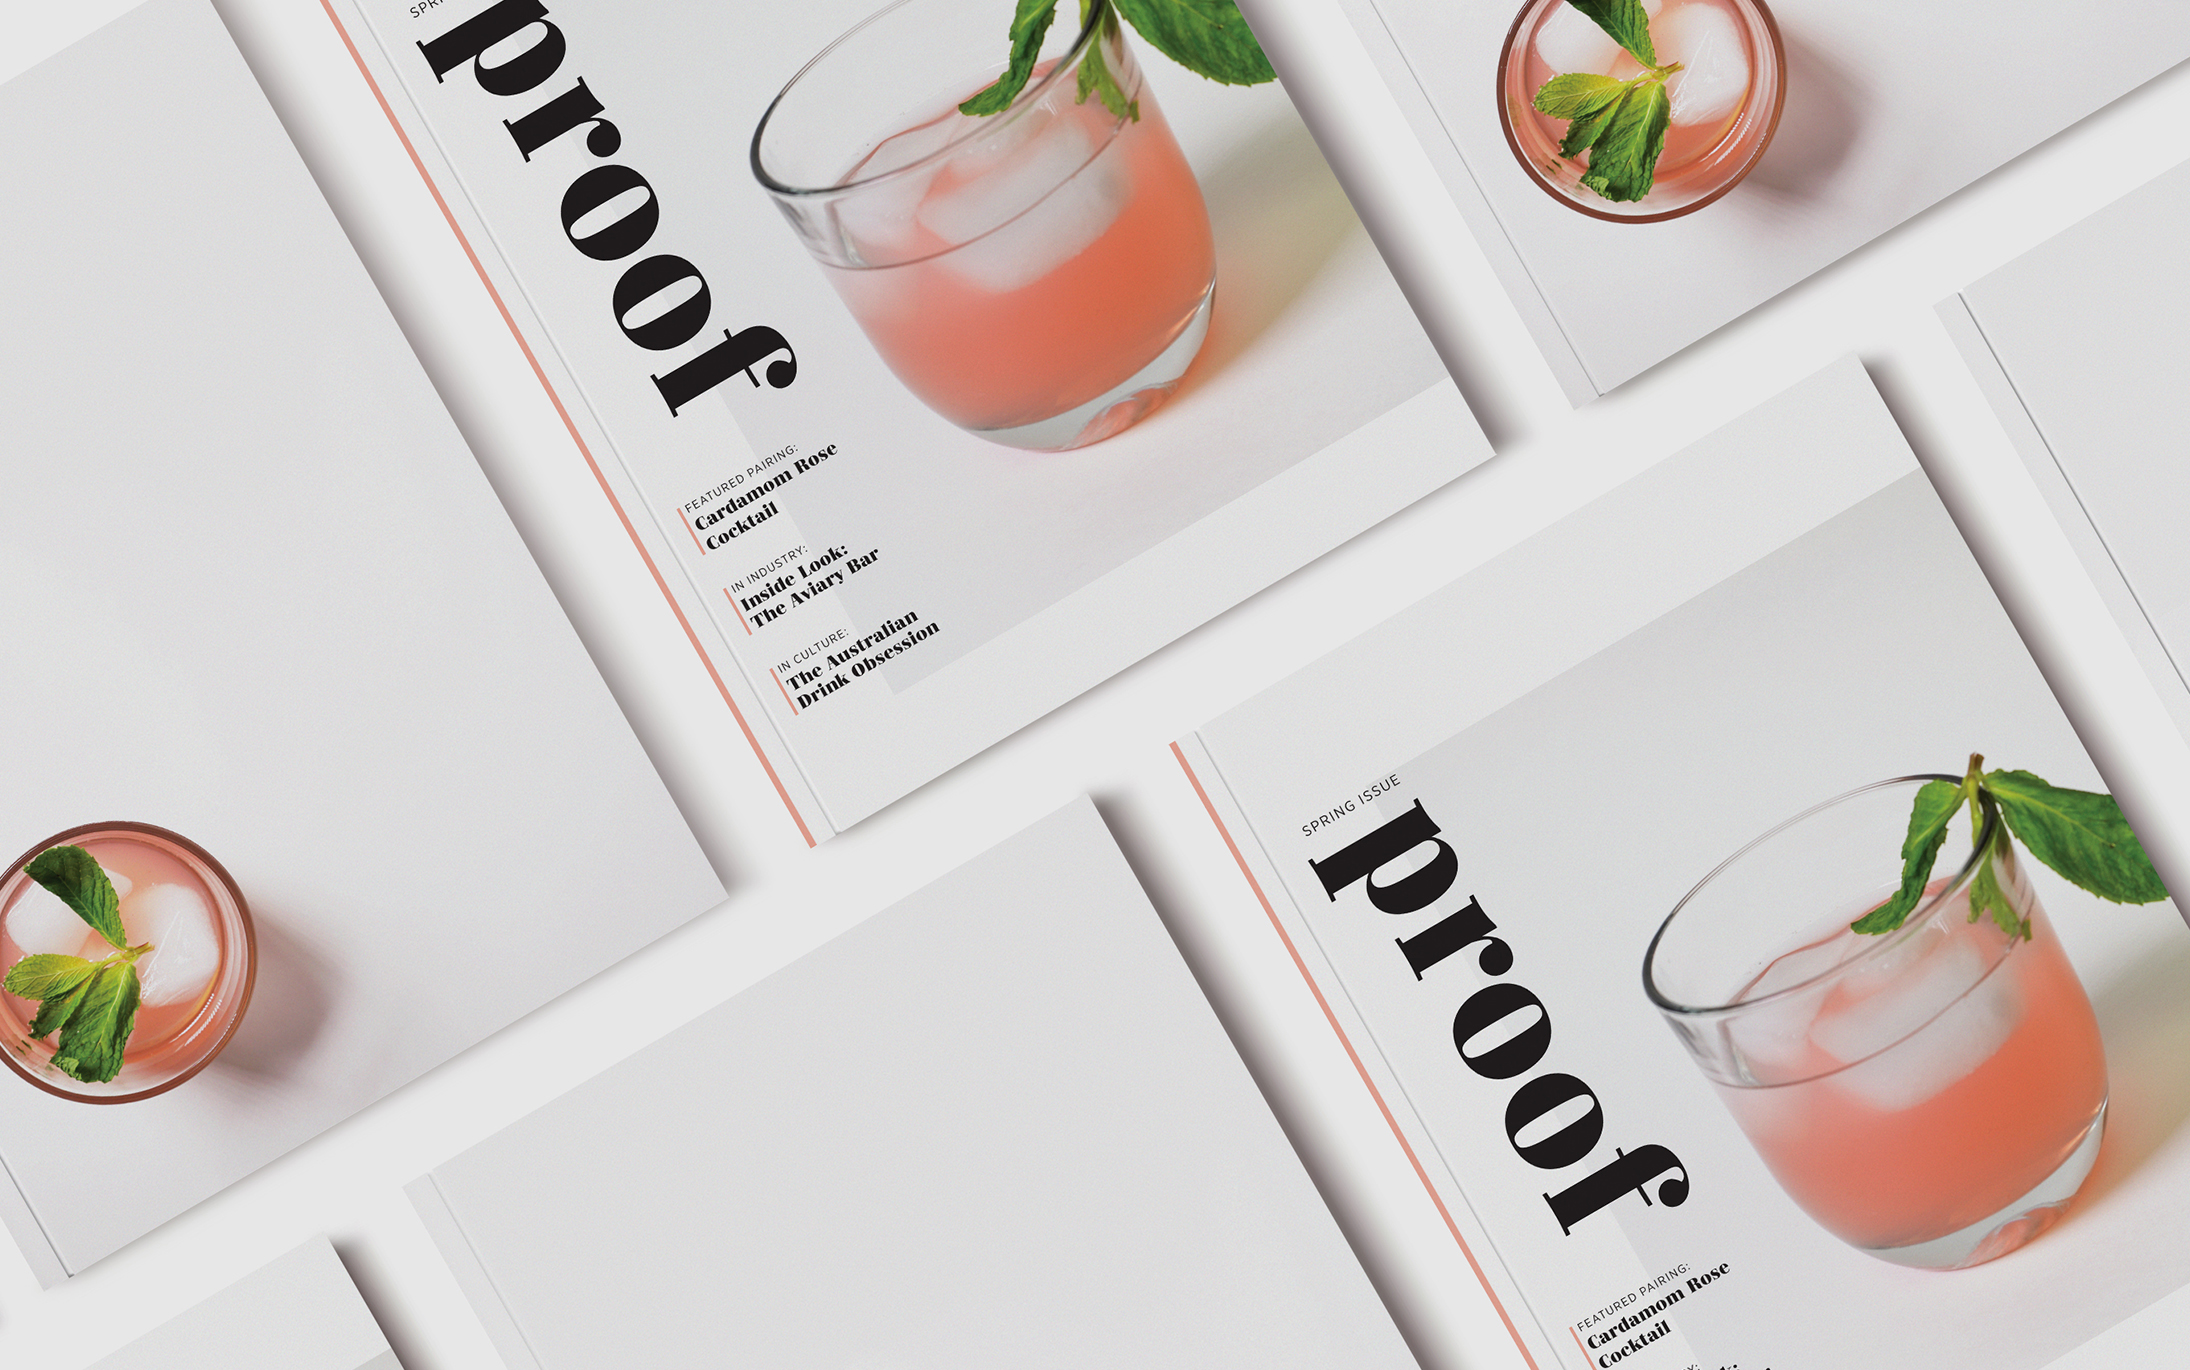 SPR
proof
FEATURED PAIRING:
Cardamom Rose
Cocktail
IN INDUSTRY:
Inside Look:
The Aviary Bar
IN CULTURE:
The Australian
Drink Obsession
SPRING ISSUE
proof
FEATURED PAIRING:
Cardamom Rose
Cocktail